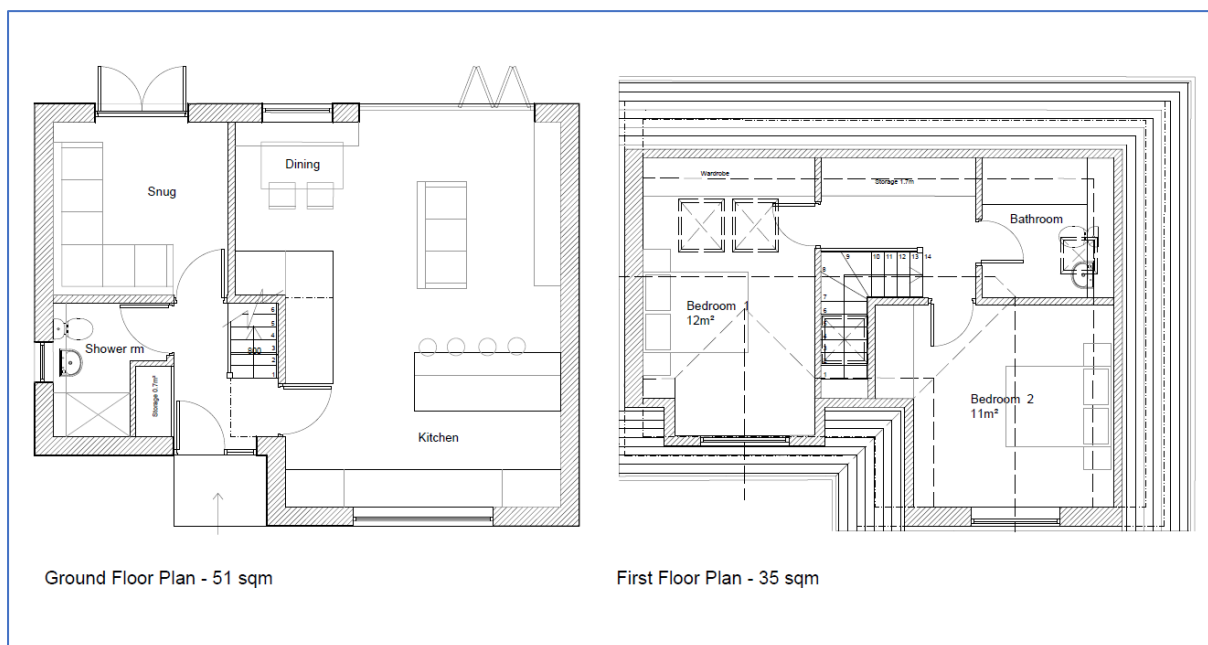 Snug
Dining
Shower rm
Storage 0.7m²
6
5
4
3
2
1
800
Kitchen
Ground Floor Plan - 51 sqm
Wardrobe
Storage 1.7m
Bathroom
9
10
11
12
13
14
8
7
Bedroom 1
12m²
1
Bedroom 2
11m²
First Floor Plan - 35 sqm